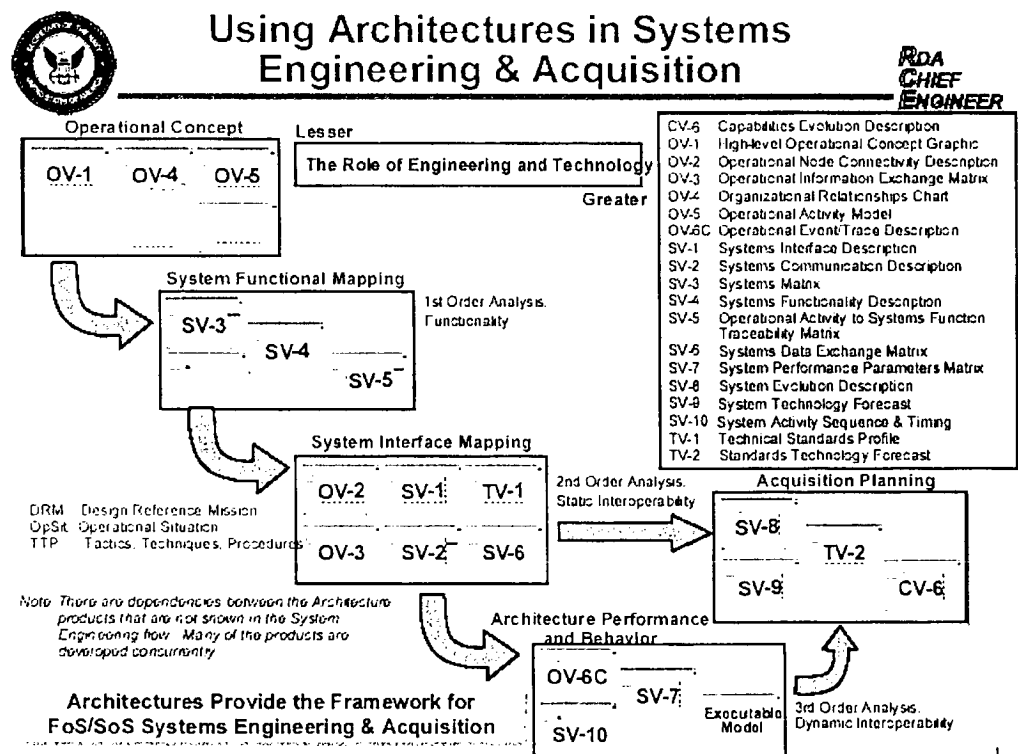 Using Architectures in Systems
Engineering & Acquisition
RDA
CHIEF
ENGINEER
Operational Concept
OV-1 OV-4 OV-5
Lesser
The Role of Engineering and Technology
Greater
CV-6 Capabilities Evolution Description
OV-1 High-level Operational Concept Graphic
OV-2 Operational Node Connectivity Description
OV-3 Operational Information Exchange Matrix
OV-4 Organizational Relationships Chart
OV-5 Operational Activity Model
OV-6C Operational Event/Trace Description
SV-1 Systems Interface Description
SV-2 Systems Communication Description
SV-3 Systems Matrix
SV-4 Systems Functionality Description
SV-5 Operational Activity to Systems Function
Traceability Matrix
SV-6 Systems Data Exchange Matrix
SV-7 System Performance Parameters Matrix
SV-8 System Evolution Description
SV-9 System Technology Forecast
SV-10 System Activity Sequence & Timing
TV-1 Technical Standards Profile
TV-2 Standards Technology Forecast
System Functional Mapping
SV-3
SV-4
SV-5
1st Order Analysis.
Functionality
System Interface Mapping
OV-2 SV-1 TV-1
OV-3 SV-2 SV-6
2nd Order Analysis.
Static Interoperability
DRM Design Reference Mission
OpSit Operational Situation
TTP Tactics, Techniques, Procedures
Acquisition Planning
SV-8
TV-2
SV-9
CV-6
Note There are dependencies between the Architecture
products that are not shown in the System
Engineering flow Many of the products are
developed concurrently
Architecture Performance
and Behavior
OV-6C
SV-7
SV-10
Executable
Model
3rd Order Analysis.
Dynamic Interoperability
Architectures Provide the Framework for
FoS/SoS Systems Engineering & Acquisition
1